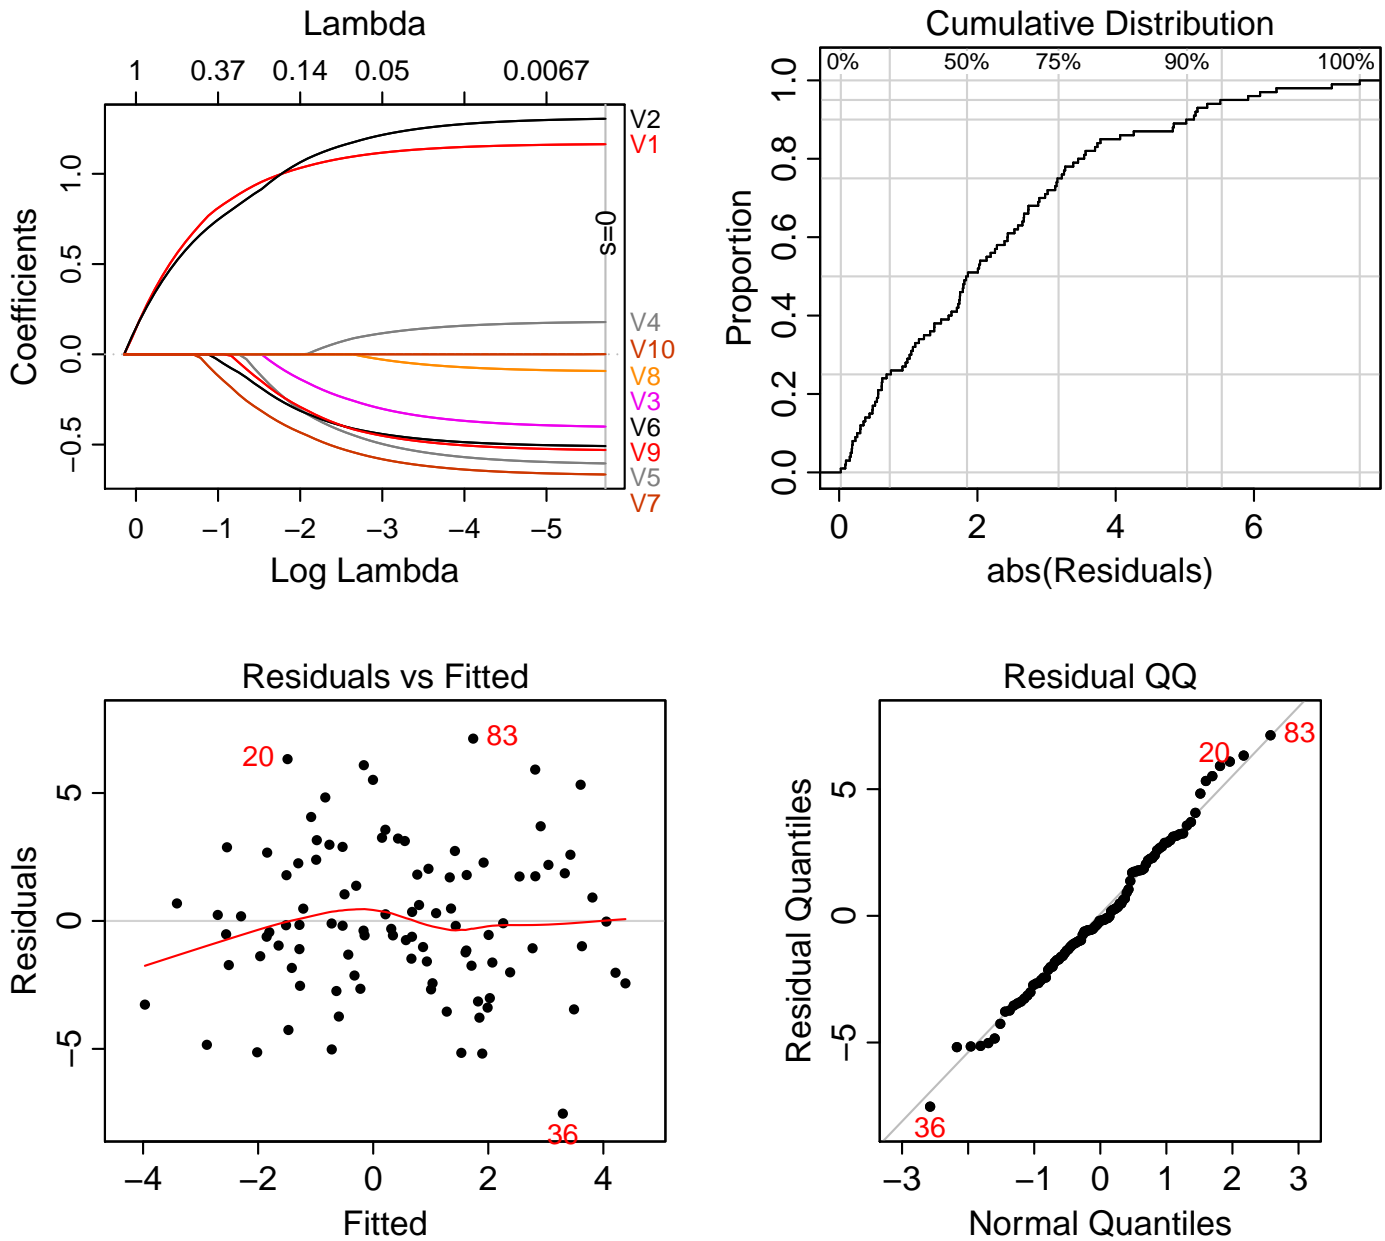 Lambda
1 0.37 0.14 0.05 0.0067
1.0
0.5
0.0
−0.5
Coefficients
s=0
V2
V1
V4
V10
V8
V3
V6
V9
V5
V7
0 −1 −2 −3 −4 −5
Log Lambda
Cumulative Distribution
0% 50% 75% 90% 100%
1.0
0.8
0.6
0.4
0.2
0.0
Proportion
0 2 4 6
abs(Residuals)
Residuals vs Fitted
20
83
36
5
0
−5
Residuals
−4 −2 0 2 4
Fitted
Residual QQ
83
20
36
5
0
−5
Residual Quantiles
−3 −1 0 1 2 3
Normal Quantiles